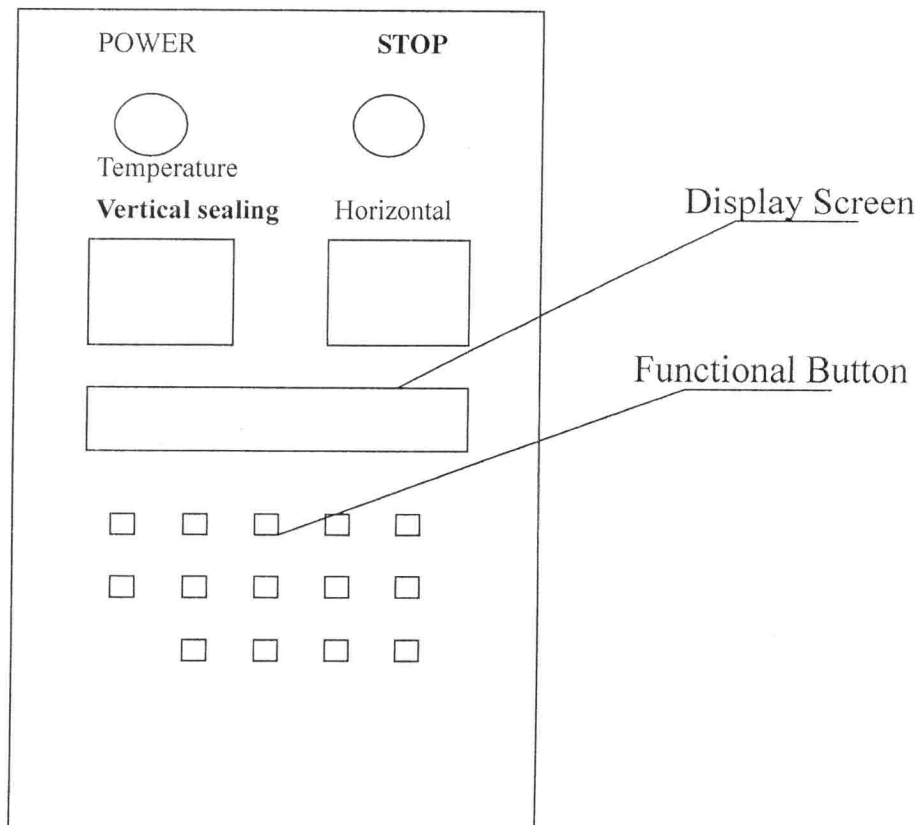 POWER STOP
Temperature
Vertical sealing Horizontal
Display Screen
Functional Button